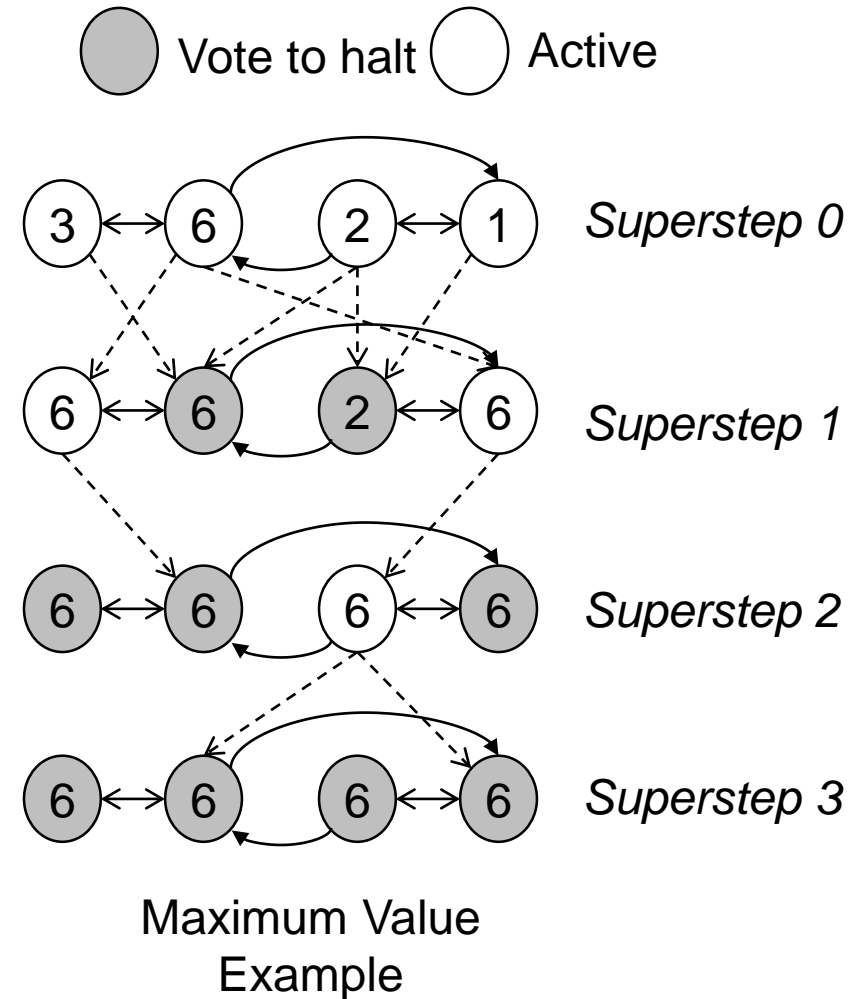 Vote to halt Active
3 6 2 1 Superstep 0
6 6 2 6 Superstep 1
6 6 6 6 Superstep 2
6 6 6 6 Superstep 3
Maximum Value
Example